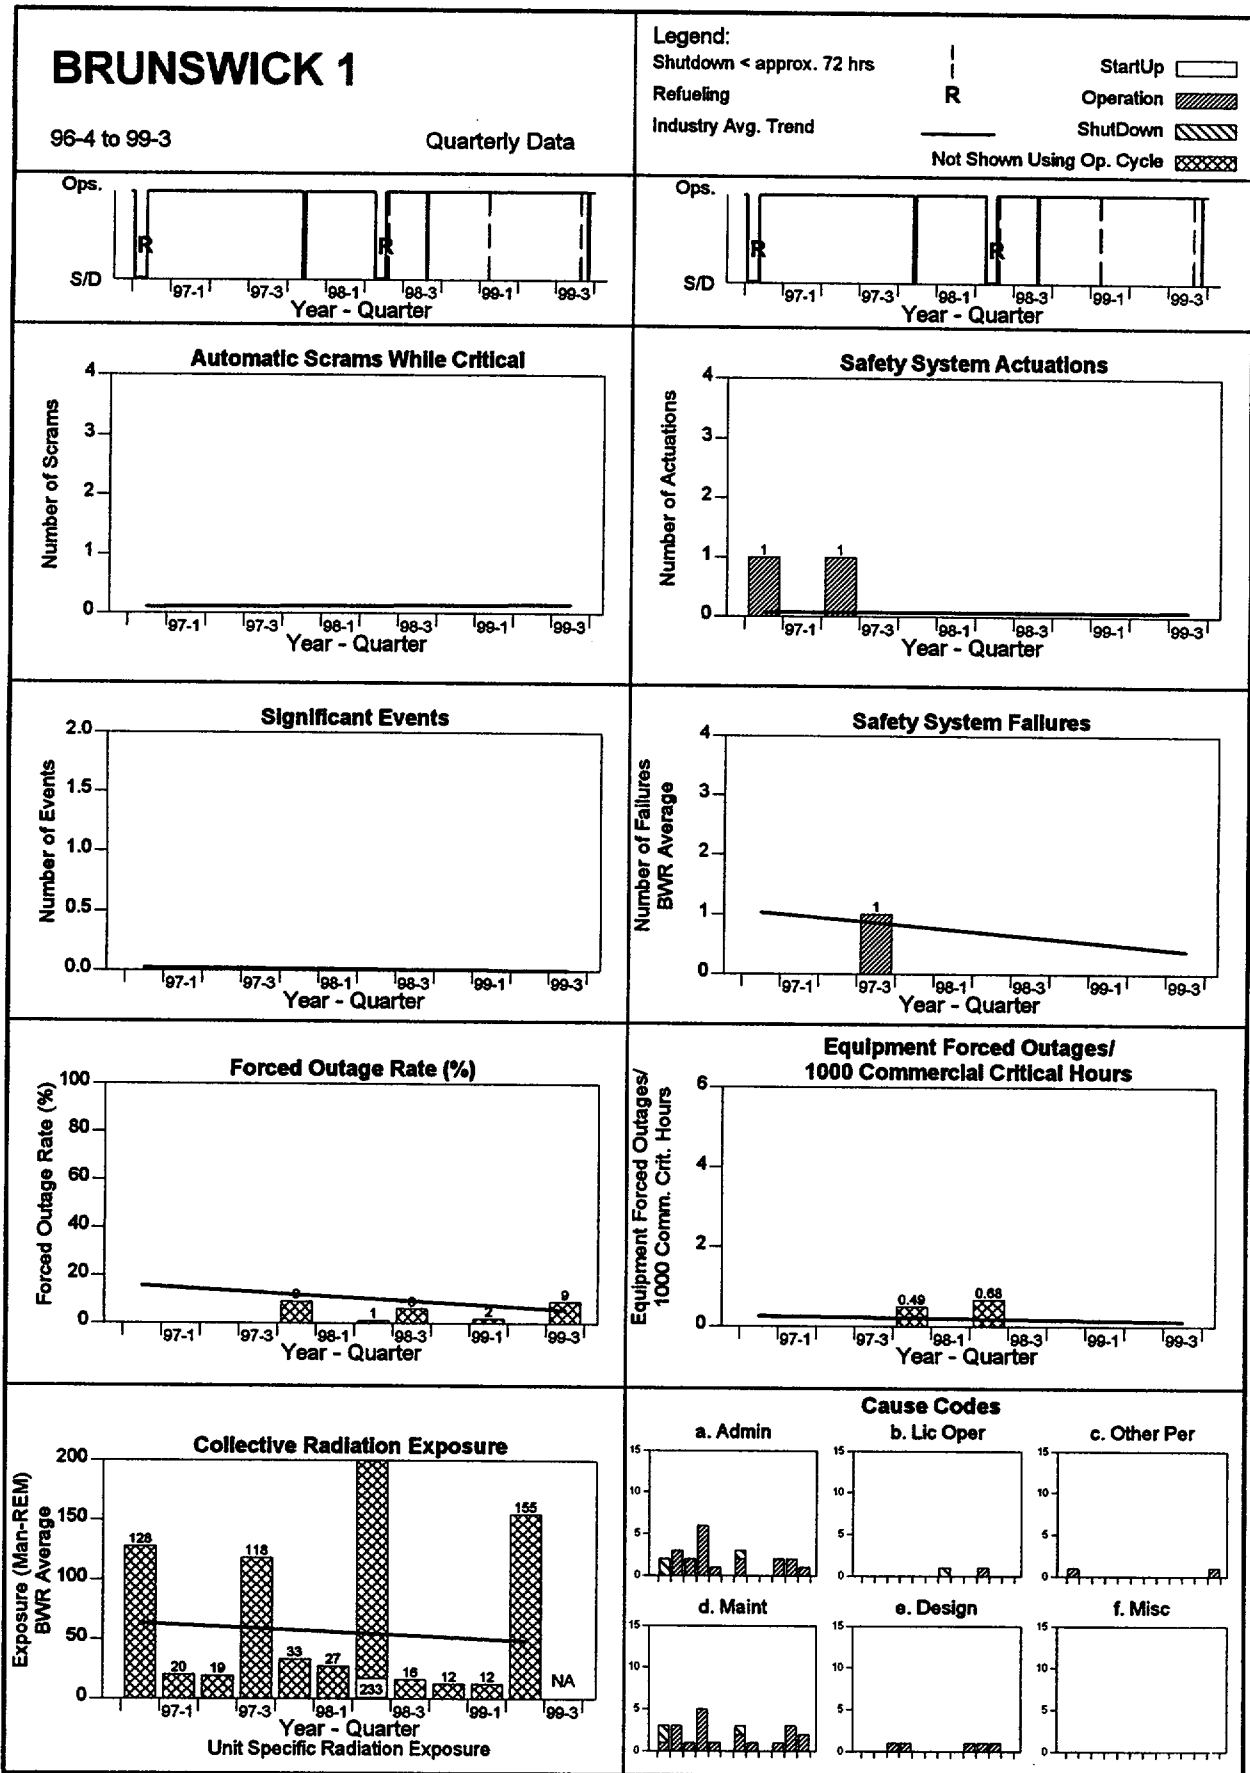 BRUNSWICK 1
96-4 to 99-3 Quarterly Data
Legend:
Shutdown < approx. 72 hrs
Refueling R
Industry Avg. Trend
StartUp
Operation
ShutDown
Not Shown Using Op. Cycle
Ops.
R R
S/D
97-1 97-3 98-1 98-3 99-1 99-3
Year - Quarter
Ops.
R R
S/D
97-1 97-3 98-1 98-3 99-1 99-3
Year - Quarter
Automatic Scrams While Critical
Number of Scrams
4
3
2
1
0
97-1 97-3 98-1 98-3 99-1 99-3
Year - Quarter
Safety System Actuations
Number of Actuations
4
3
2
1
0
1 1
97-1 97-3 98-1 98-3 99-1 99-3
Year - Quarter
Significant Events
Number of Events
2.0
1.5
1.0
0.5
0.0
97-1 97-3 98-1 98-3 99-1 99-3
Year - Quarter
Safety System Failures
Number of Failures
BWR Average
4
3
2
1
0
1
97-1 97-3 98-1 98-3 99-1 99-3
Year - Quarter
Forced Outage Rate (%)
Forced Outage Rate (%)
100
80
60
40
20
0
9 1 6 2 9
97-1 97-3 98-1 98-3 99-1 99-3
Year - Quarter
Equipment Forced Outages/
1000 Commercial Critical Hours
Equipment Forced Outages/
1000 Comm. Crit. Hours
6
4
2
0
0.49 0.68
97-1 97-3 98-1 98-3 99-1 99-3
Year - Quarter
Collective Radiation Exposure
Exposure (Man-REM)
BWR Average
200
150
100
50
0
128 20 19 118 33 27 233 16 12 12 155 NA
97-1 97-3 98-1 98-3 99-1 99-3
Year - Quarter
Unit Specific Radiation Exposure
Cause Codes
a. Admin
15
10
5
0
b. Lic Oper
15
10
5
0
c. Other Per
15
10
5
0
d. Maint
15
10
5
0
e. Design
15
10
5
0
f. Misc
15
10
5
0